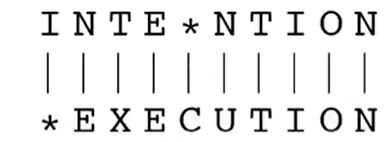 I N T E * N T I O N
| | | | | | | | | |
* E X E C U T I O N